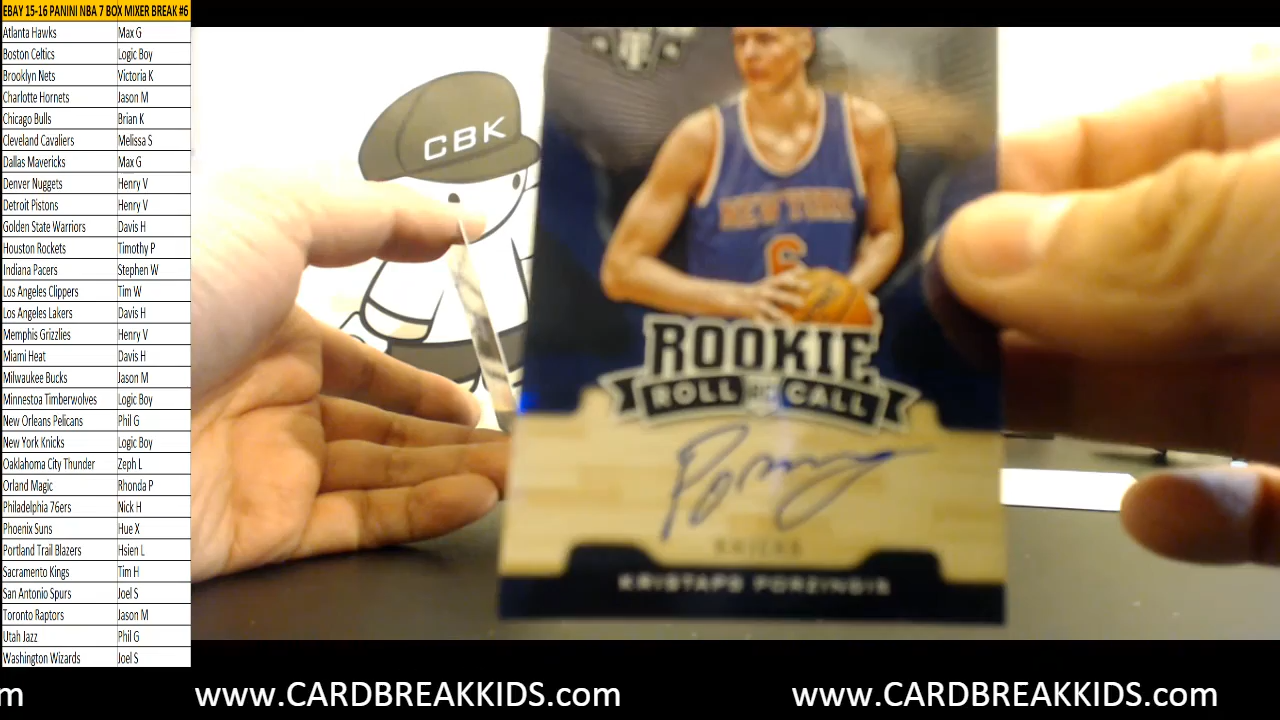 EBAY 15-16 PANINI NBA 7 BOX MIXER BREAK #6
Atlanta Hawks Max G
Boston Celtics Logic Boy
Brooklyn Nets Victoria K
Charlotte Hornets Jason M
Chicago Bulls Brian K
Cleveland Cavaliers Melissa S
Dallas Mavericks Max G
Denver Nuggets Henry V
Detroit Pistons Henry V
Golden State Warriors Davis H
Houston Rockets Timothy P
Indiana Pacers Stephen W
Los Angeles Clippers Tim W
Los Angeles Lakers Davis H
Memphis Grizzlies Henry V
Miami Heat Davis H
Milwaukee Bucks Jason M
Minnestoa Timberwolves Logic Boy
New Orleans Pelicans Phil G
New York Knicks Logic Boy
Oaklahoma City Thunder Zeph L
Orland Magic Rhonda P
Philadelphia 76ers Nick H
Phoenix Suns Hue X
Portland Trail Blazers Hsien L
Sacramento Kings Tim H
San Antonio Spurs Joel S
Toronto Raptors Jason M
Utah Jazz Phil G
Washington Wizards Joel S
CBK
NEW YORK
6
ROOKIE
ROLL CALL
KNICKS
KRISTAPS PORZINGIS
m www.CARDBREAKKIDS.com www.CARDBREAKKIDS.com